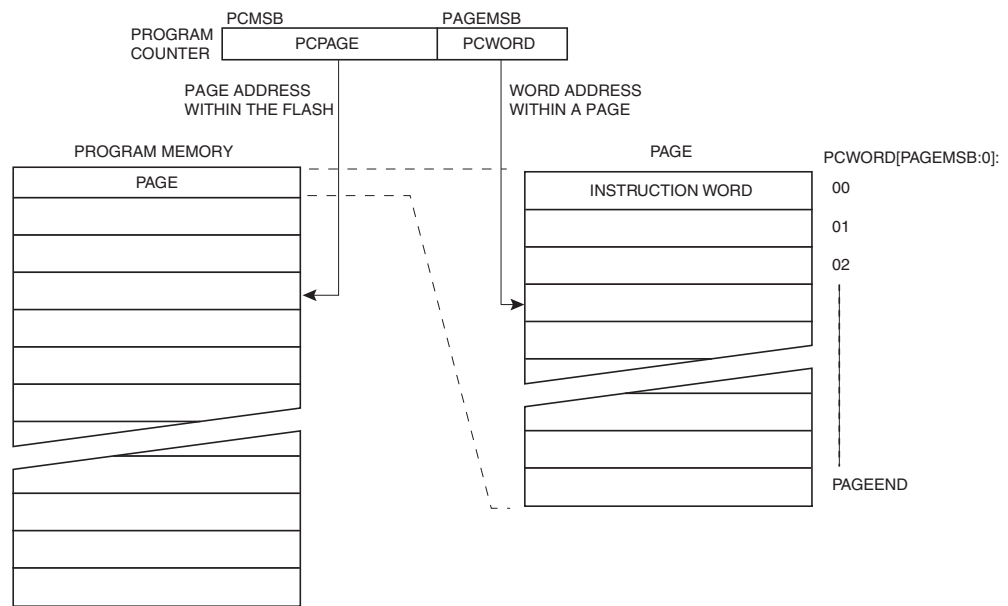 PCMSB PAGEMSB
PROGRAM
COUNTER
PCPAGE PCWORD
PAGE ADDRESS
WITHIN THE FLASH
WORD ADDRESS
WITHIN A PAGE
PROGRAM MEMORY
PAGE
PAGE
PCWORD[PAGEMSB:0]:
INSTRUCTION WORD
00
01
02
PAGEEND